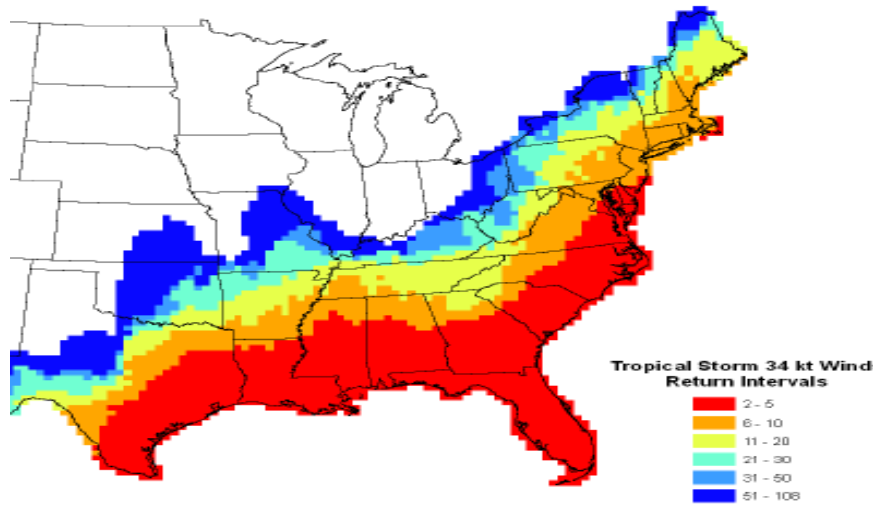 Tropical Storm 34 kt Wind
Return Intervals
2 - 5
6 - 10
11 - 20
21 - 30
31 - 50
51 - 108